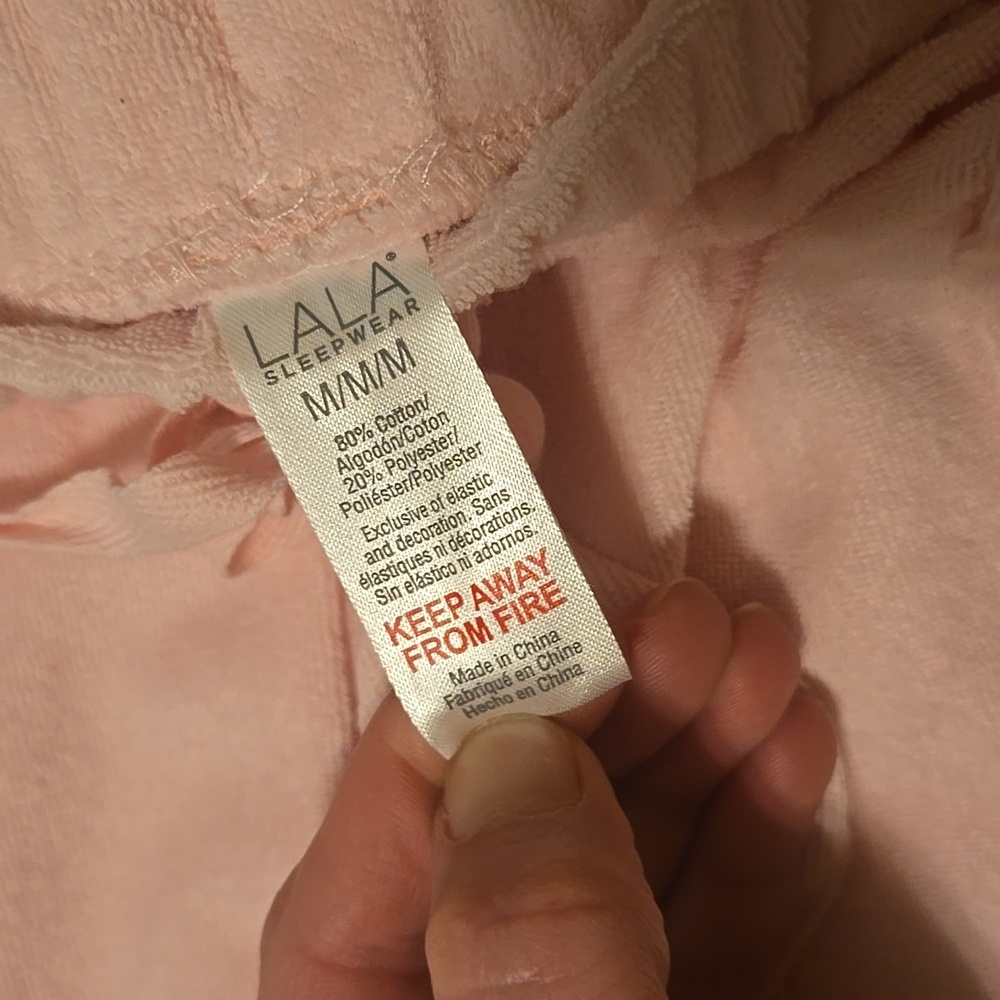 LALA®
SLEEPWEAR
M/M/M
80% Cotton/
Algodón/Coton
20% Polyester/
Poliéster/Polyester
Exclusive of elastic
and decoration. Sans
élastiques ni décorations.
Sin elástico ni adornos.
KEEP AWAY
FROM FIRE
Made in China
Fabriqué en Chine
Hecho en China